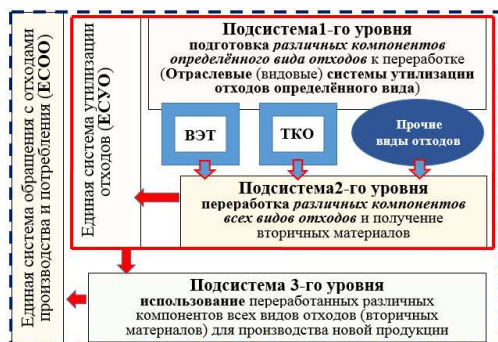 Единая система обращения с отходами
производства и потребления (ЕСОО)
Единая система утилизации
отходов (ЕСУО)
Подсистема1-го уровня
подготовка различных компонентов
определённого вида отходов к переработке
(Отраслевые (видовые) системы утилизации
отходов определённого вида)
ВЭТ
ТКО
Прочие
виды отходов
Подсистема2-го уровня
переработка различных компонентов
всех видов отходов и получение
вторичных материалов
Подсистема 3-го уровня
использование переработанных различных
компонентов всех видов отходов (вторичных
материалов) для производства новой продукции